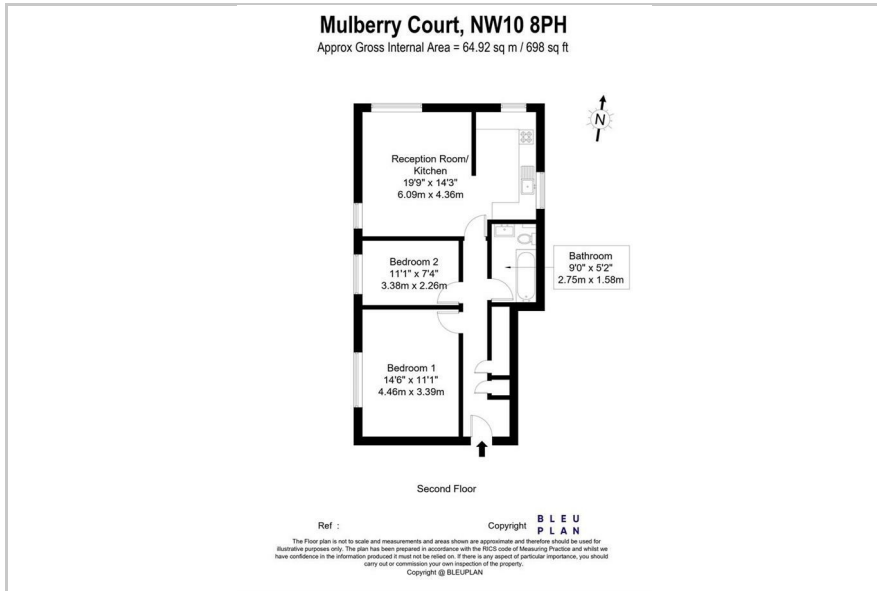 Mulberry Court, NW10 8PH
Approx Gross Internal Area = 64.92 sq m / 698 sq ft
N
Reception Room/
Kitchen
19'9" x 14'3"
6.09m x 4.36m
Bedroom 2
11'1" x 7'4"
3.38m x 2.26m
Bathroom
9'0" x 5'2"
2.75m x 1.58m
Bedroom 1
14'6" x 11'1"
4.46m x 3.39m
Second Floor
Ref :
Copyright
BLEU
PLAN
The Floor plan is not to scale and measurements and areas shown are approximate and therefore should be used for
illustrative purposes only. The plan has been prepared in accordance with the RICS code of Measuring Practice and whilst we
have confidence in the information produced it must not be relied on. If there is any aspect of particular importance, you should
carry out or commission your own inspection of the property.
Copyright @ BLEUPLAN